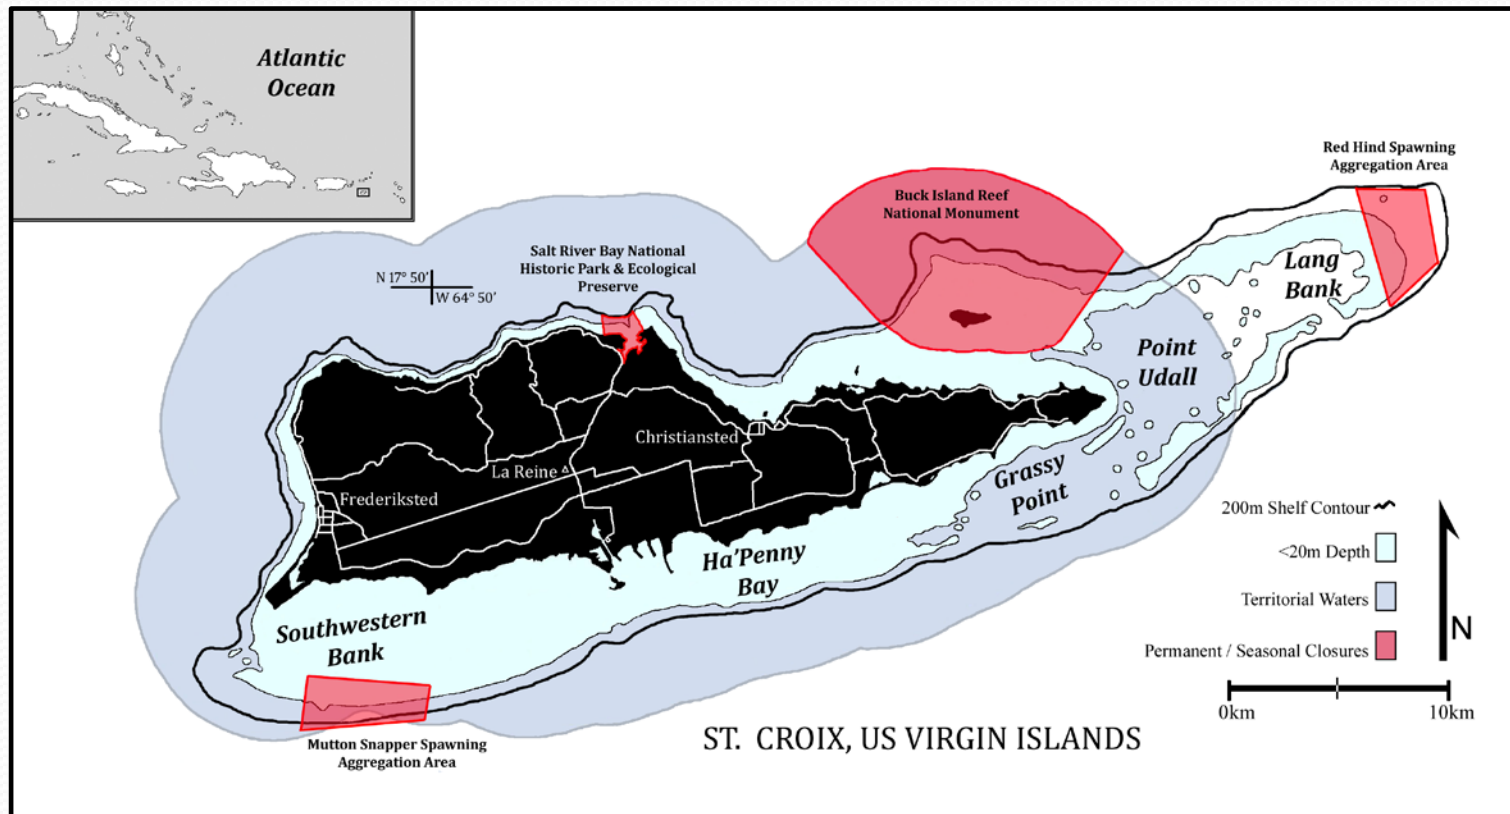 Atlantic
Ocean
Red Hind Spawning
Aggregation Area
Buck Island Reef
National Monument
Salt River Bay National
Historic Park & Ecological
Preserve
N 17° 50'
W 64° 50'
Lang
Bank
Point
Udall
Christiansted
La Reine
Frederiksted
Grassy
Point
Ha'Penny
Bay
Southwestern
Bank
Mutton Snapper Spawning
Aggregation Area
200m Shelf Contour
<20m Depth
Territorial Waters
Permanent / Seasonal Closures
N
0km
10km
ST. CROIX, US VIRGIN ISLANDS